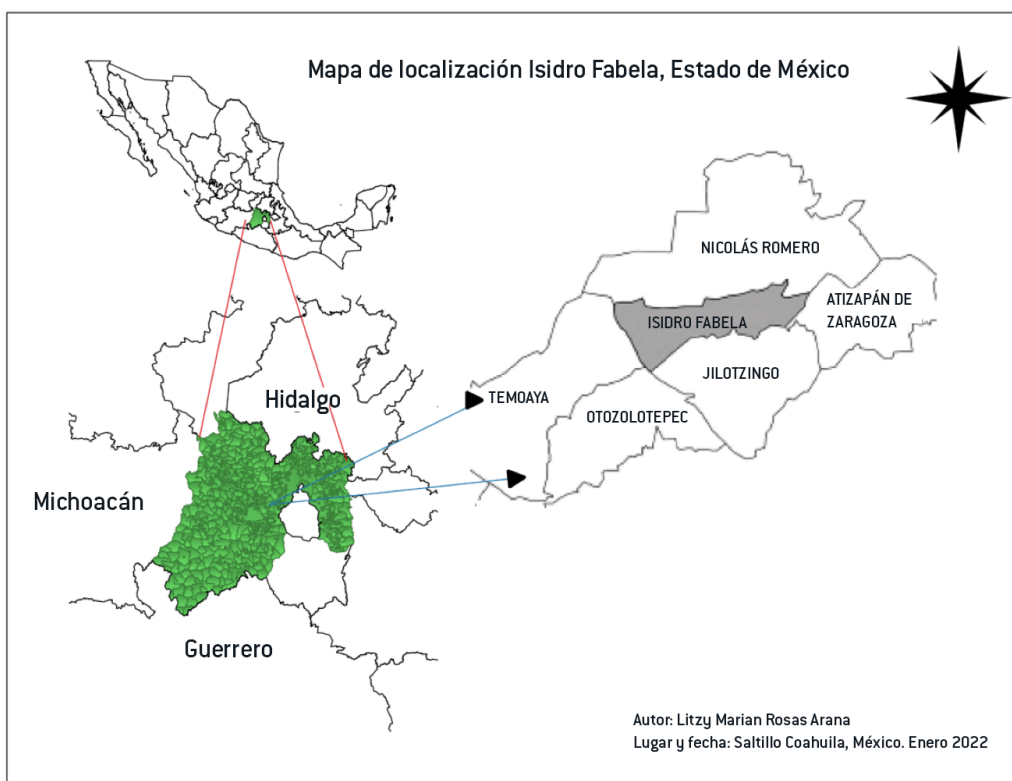 Mapa de localización Isidro Fabela, Estado de México
NICOLÁS ROMERO
ATIZAPÁN DE
ZARAGOZA
ISIDRO FABELA
JILOTZINGO
TEMOAYA
OTOZOLOTEPEC
Hidalgo
Michoacán
Guerrero
Autor: Litzy Marian Rosas Arana
Lugar y fecha: Saltillo Coahuila, México. Enero 2022